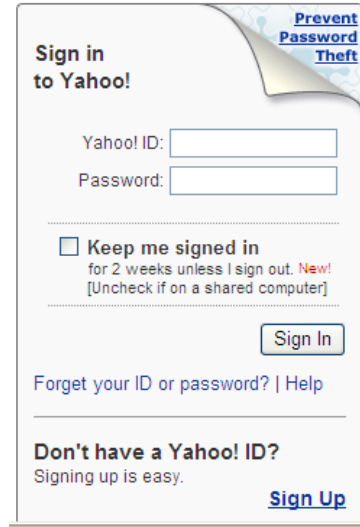 Prevent
Password
Theft
Sign in
to Yahoo!
Yahoo! ID:
Password:
Keep me signed in
for 2 weeks unless I sign out. New!
[Uncheck if on a shared computer]
Sign In
Forget your ID or password? | Help
Don't have a Yahoo! ID?
Signing up is easy.
Sign Up